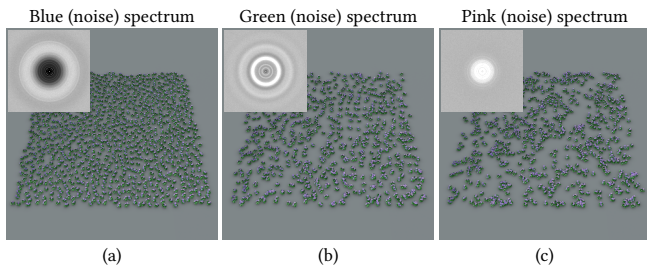 Blue (noise) spectrum
Green (noise) spectrum
Pink (noise) spectrum
(a)
(b)
(c)